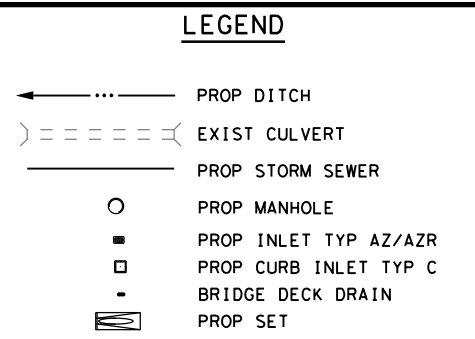 LEGEND
PROP DITCH
EXIST CULVERT
PROP STORM SEWER
PROP MANHOLE
PROP INLET TYP AZ/AZR
PROP CURB INLET TYP C
BRIDGE DECK DRAIN
PROP SET